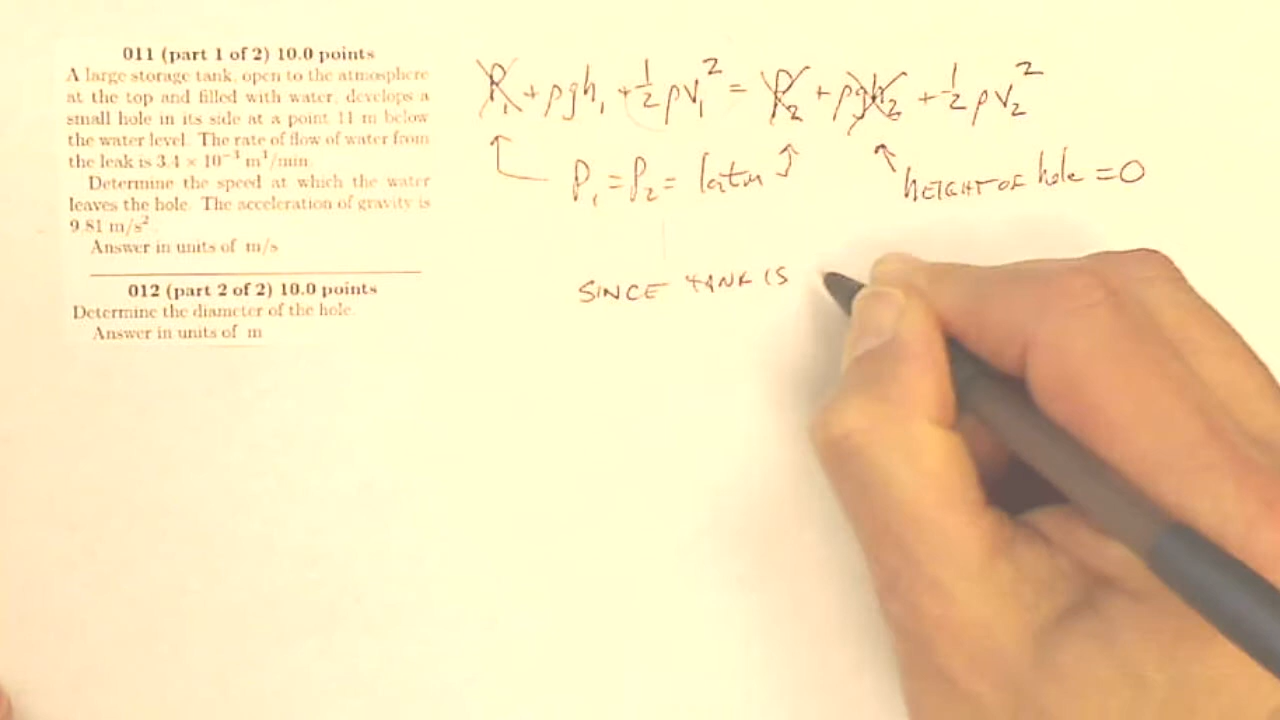 011 (part 1 of 2) 10.0 points
A large storage tank, open to the atmosphere
at the top and filled with water, develops a
small hole in its side at a point 11 m below
the water level. The rate of flow of water from
the leak is 3.4 × 10⁻³ m³/min.
Determine the speed at which the water
leaves the hole. The acceleration of gravity is
9.81 m/s².
Answer in units of m/s
012 (part 2 of 2) 10.0 points
Determine the diameter of the hole.
Answer in units of m
P₁ + ρgh₁ + ½ρv₁² = P₂ + ρgh₂ + ½ρv₂²
P₁ = P₂ = 1atm
HEIGHT OF hole = 0
SINCE TANK IS